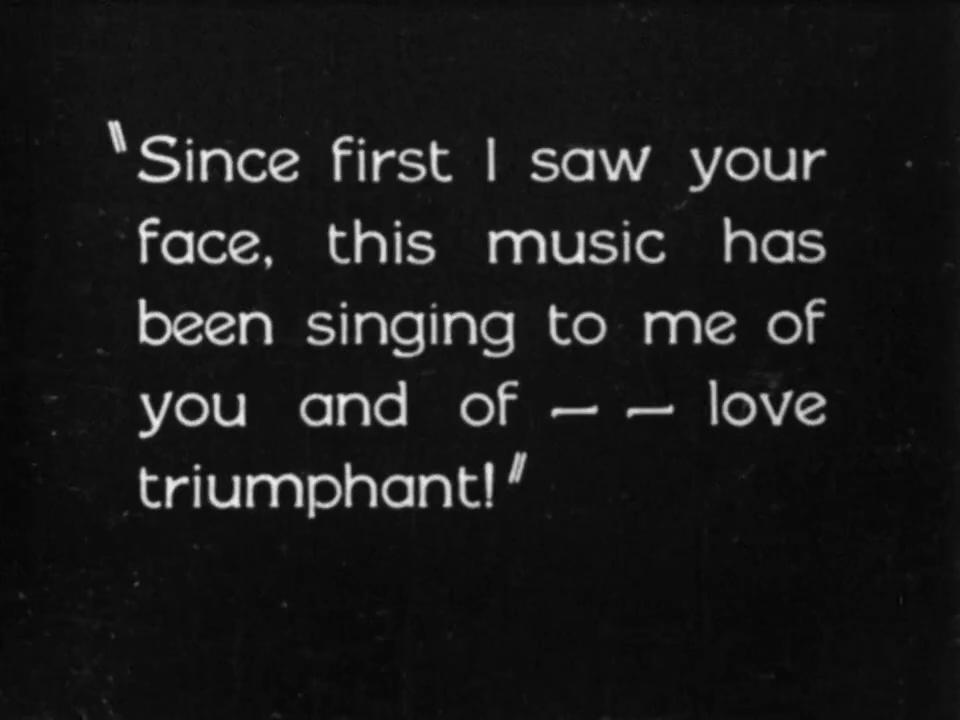 "Since first I saw your
face, this music has
been singing to me of
you and of — — love
triumphant!"